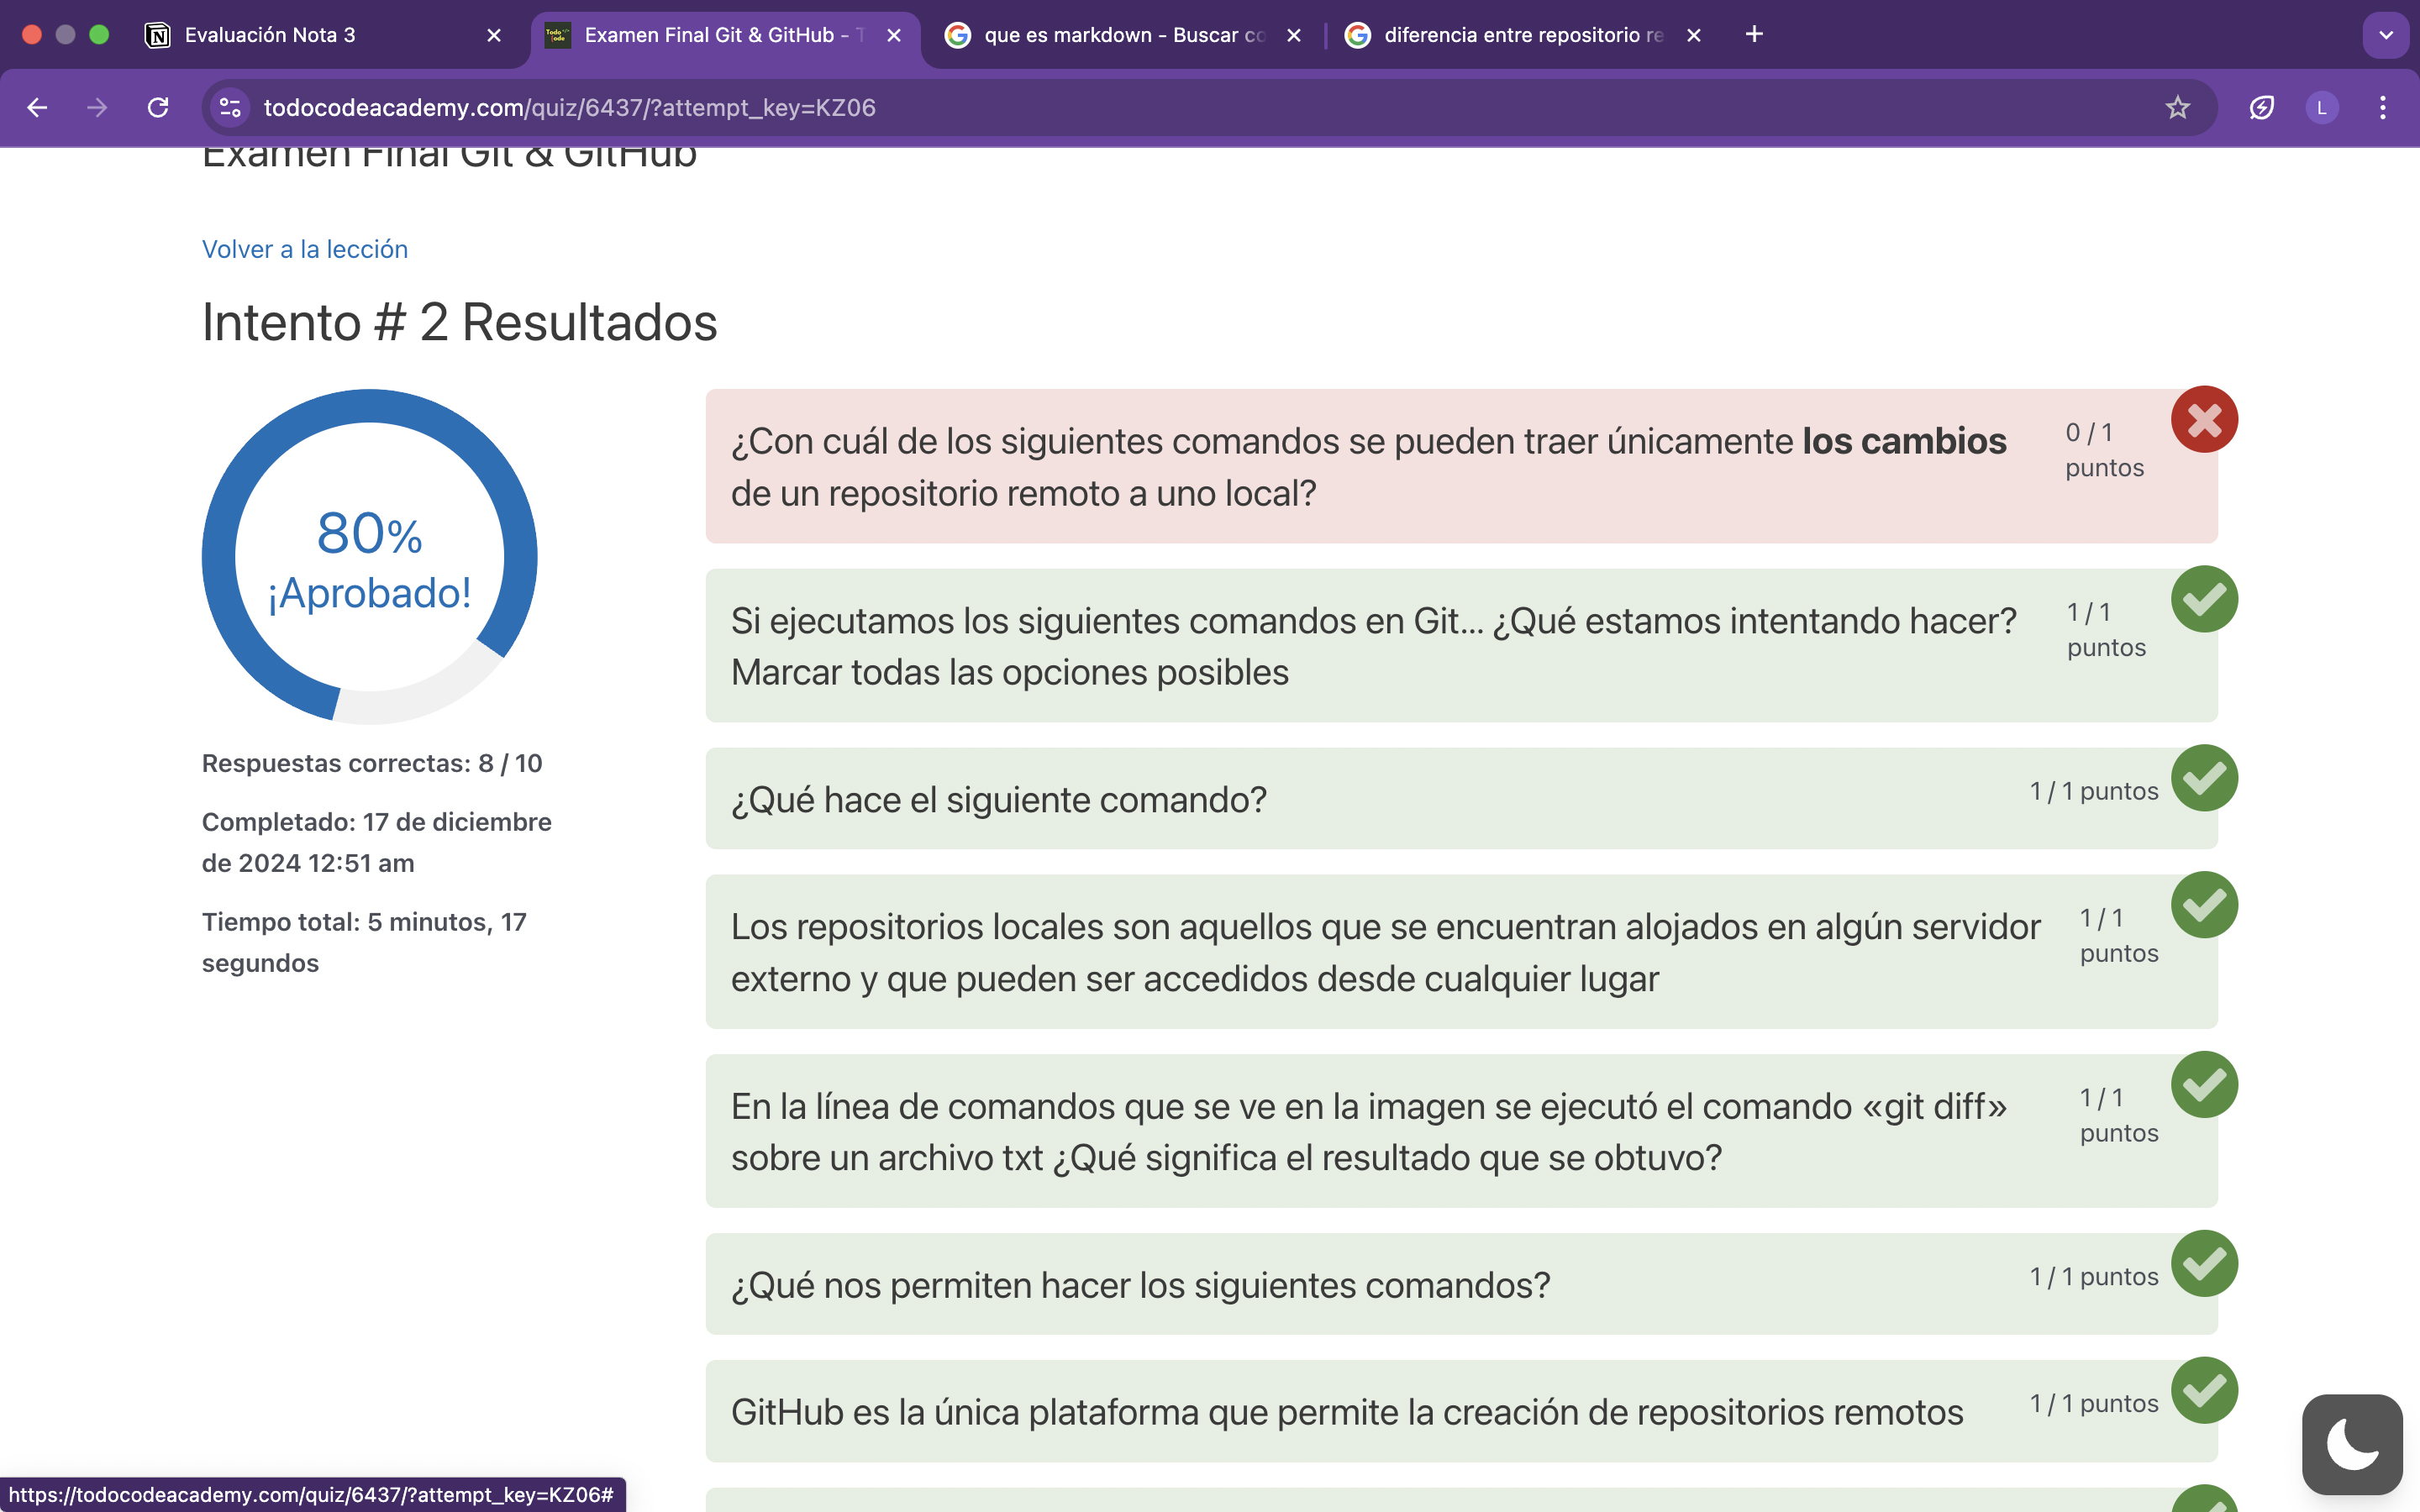 Evaluación Nota 3
Examen Final Git & GitHub -
que es markdown - Buscar
diferencia entre repositorio
todocodeacademy.com/quiz/6437/?attempt_key=KZ06
L
Examen Final Git & GitHub
Volver a la lección
Intento # 2 Resultados
80%
¡Aprobado!
Respuestas correctas: 8 / 10
Completado: 17 de diciembre
de 2024 12:51 am
Tiempo total: 5 minutos, 17
segundos
¿Con cuál de los siguientes comandos se pueden traer únicamente los cambios
de un repositorio remoto a uno local?
0 / 1
puntos
Si ejecutamos los siguientes comandos en Git... ¿Qué estamos intentando hacer?
Marcar todas las opciones posibles
1 / 1
puntos
¿Qué hace el siguiente comando?
1 / 1 puntos
Los repositorios locales son aquellos que se encuentran alojados en algún servidor
externo y que pueden ser accedidos desde cualquier lugar
1 / 1
puntos
En la línea de comandos que se ve en la imagen se ejecutó el comando «git diff»
sobre un archivo txt ¿Qué significa el resultado que se obtuvo?
1 / 1
puntos
¿Qué nos permiten hacer los siguientes comandos?
1 / 1 puntos
GitHub es la única plataforma que permite la creación de repositorios remotos
1 / 1 puntos
https://todocodeacademy.com/quiz/6437/?attempt_key=KZ06#